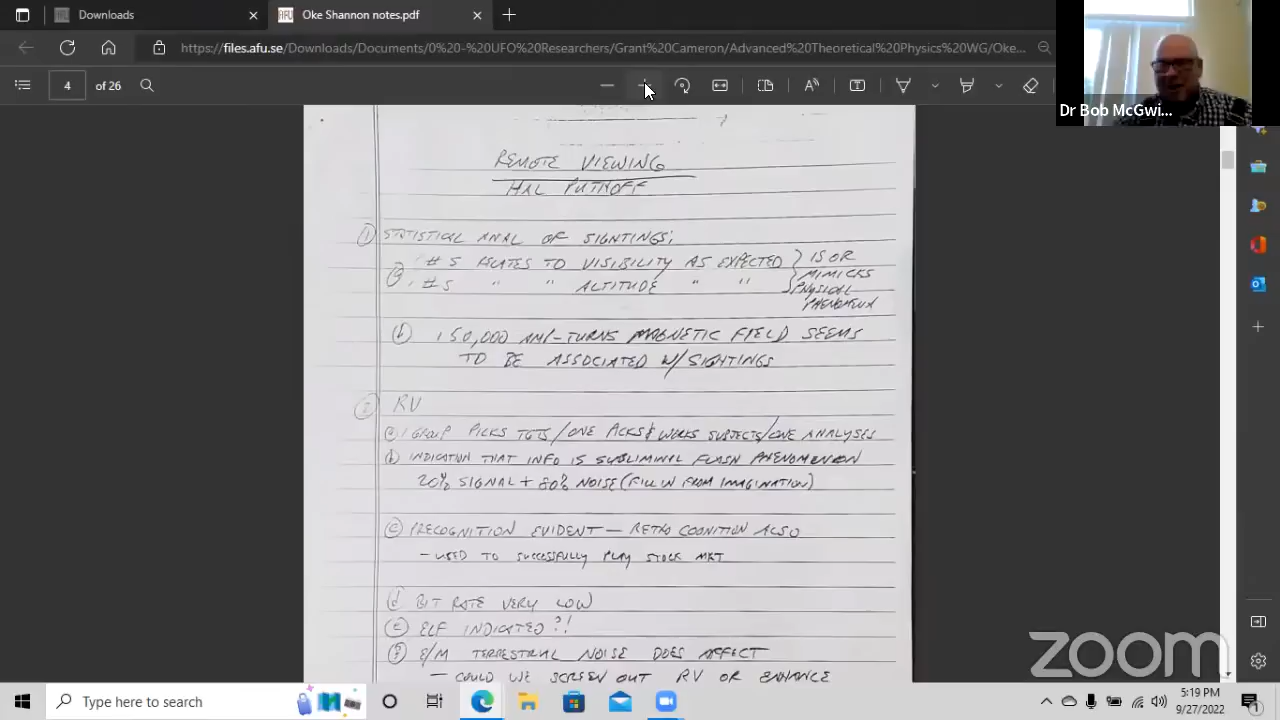 Downloads
Oke Shannon notes.pdf
https://files.afu.se/Downloads/Documents/0%20-%20UFO%20Researchers/Grant%20Cameron/Advanced%20Theoretical%20Physics%20WG/Oke...
4 of 26
Dr Bob McGwi...
REMOTE VIEWING
HAL PUTHOFF
① STATISTICAL ANAL OF SIGHTINGS:
#S RELATES TO VISIBILITY AS EXPECTED } IS OR
#S " " ALTITUDE " " MIMICKS
PHYSICAL
PHENOMENA
ⓑ 150,000 AMP-TURNS MAGNETIC FIELD SEEMS
TO BE ASSOCIATED W/SIGHTINGS
② RV
ⓐ 1 GROUP PICKS TGTS/ONE PICKS & WORKS SUBJECTS/ONE ANALYSES
ⓑ INDICATION THAT INFO IS SUBLIMINAL FLASH PHENOMENON
20% SIGNAL + 80% NOISE (FILL IN FROM IMAGINATION)
ⓒ PRECOGNITION EVIDENT — RETRO COGNITION ALSO
- USED TO SUCCESSFULLY PLAY STOCK MKT
ⓓ BIT RATE VERY LOW
ⓔ ELF INDICATED?!
ⓕ E/M TERRESTRIAL NOISE DOES AFFECT
- COULD WE SCREEN OUT RV OR ENHANCE
zoom
Type here to search
5:19 PM
9/27/2022